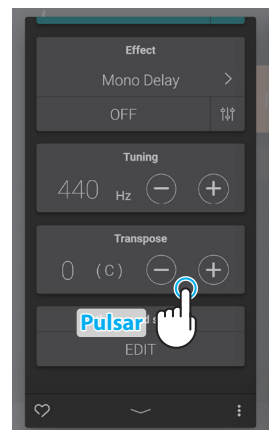 Effect
Mono Delay
OFF
Tuning
440 Hz
Transpose
0 (C)
Pulsar
EDIT